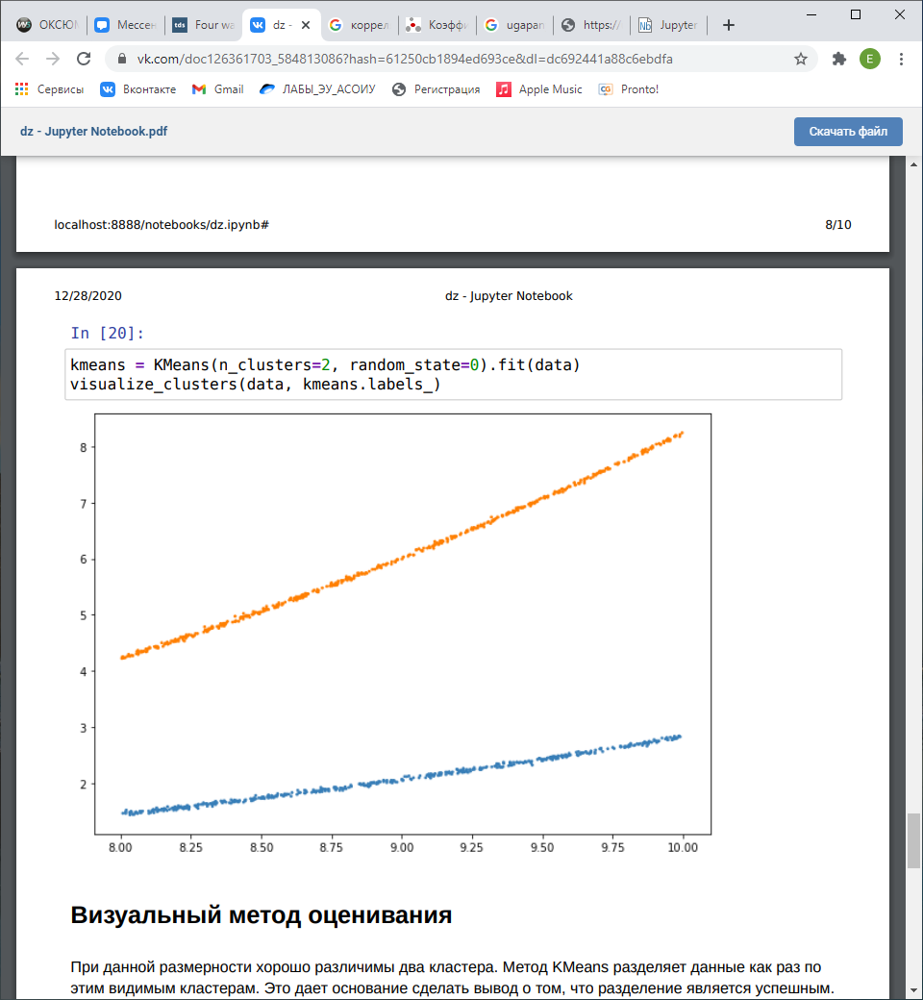 ОКСЮМ
Мессен
tds
Four wa
dz -
коррел
Коэффи
ugapan
https://
Jupyter
vk.com/doc126361703_584813086?hash=61250cb1894ed693ce&dl=dc692441a88c6ebdfa
E
Сервисы Вконтакте Gmail ЛАБЫ_ЭУ_АСОИУ Регистрация Apple Music CG Pronto!
dz - Jupyter Notebook.pdf
Скачать файл
localhost:8888/notebooks/dz.ipynb#
8/10
12/28/2020
dz - Jupyter Notebook
In [20]:
kmeans = KMeans(n_clusters=2, random_state=0).fit(data)
visualize_clusters(data, kmeans.labels_)
8
7
6
5
4
3
2
8.00 8.25 8.50 8.75 9.00 9.25 9.50 9.75 10.00
Визуальный метод оценивания
При данной размерности хорошо различимы два кластера. Метод KMeans разделяет данные как раз по
этим видимым кластерам. Это дает основание сделать вывод о том, что разделение является успешным.